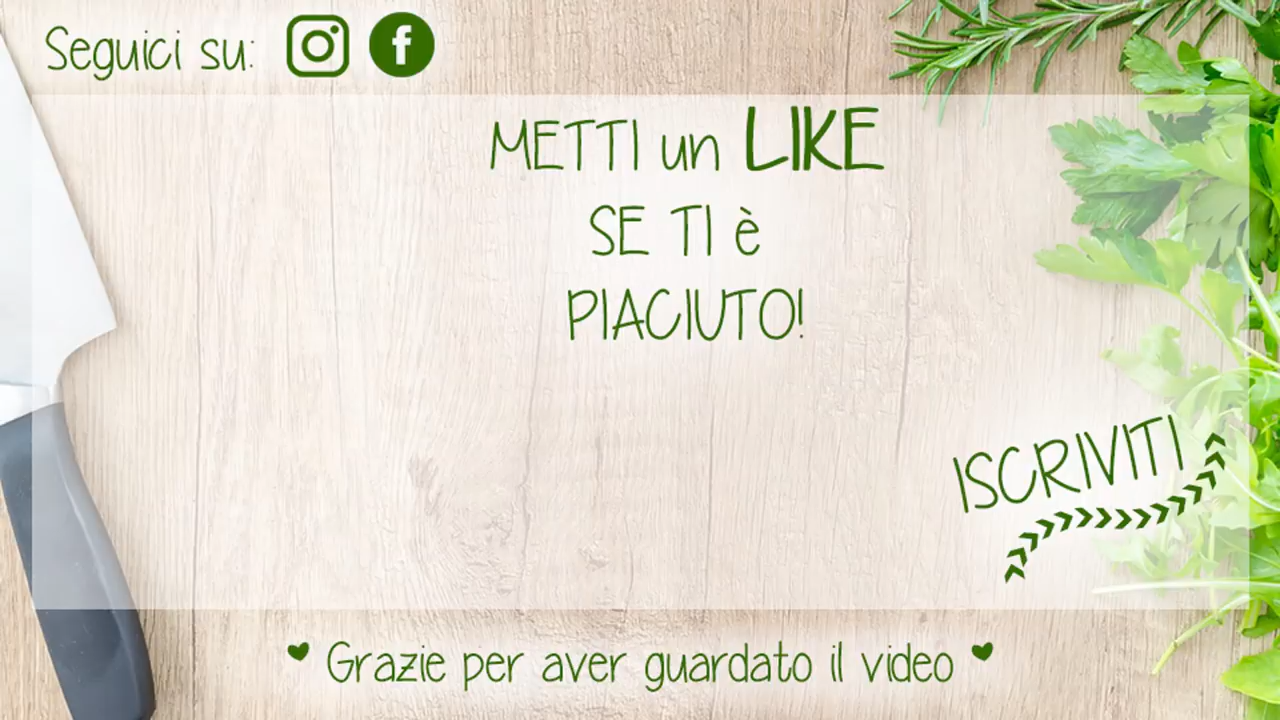 Seguici su:
METTI un LIKE
SE TI è
PIACIUTO!
ISCRIVITI
Grazie per aver guardato il video